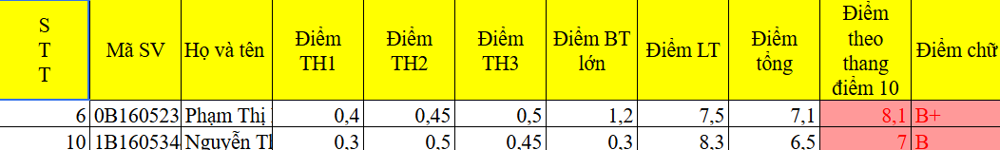 S T T Mã SV Họ và tên Điểm TH1 Điểm TH2 Điểm TH3 Điểm BT lớn Điểm LT Điểm tổng Điểm theo thang điểm 10 Điểm chữ
6 0B160523 Phạm Thị 0,4 0,45 0,5 1,2 7,5 7,1 8,1 B+
10 1B160534 Nguyễn 0,3 0,5 0,45 0,3 8,3 6,5 7 B